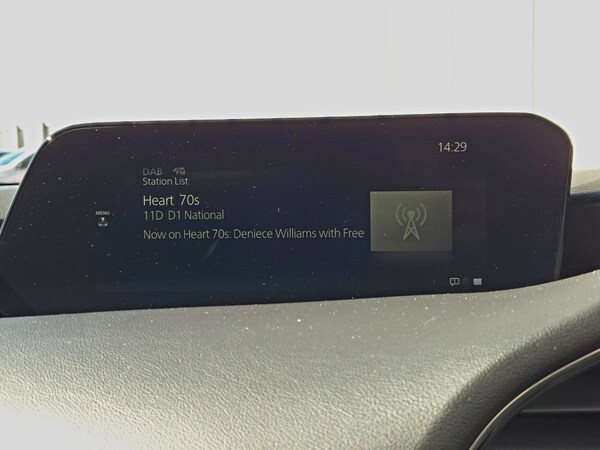 14:29
DAB
Station List
Heart 70s
11D D1 National
Now on Heart 70s: Deniece Williams with Free
MENU